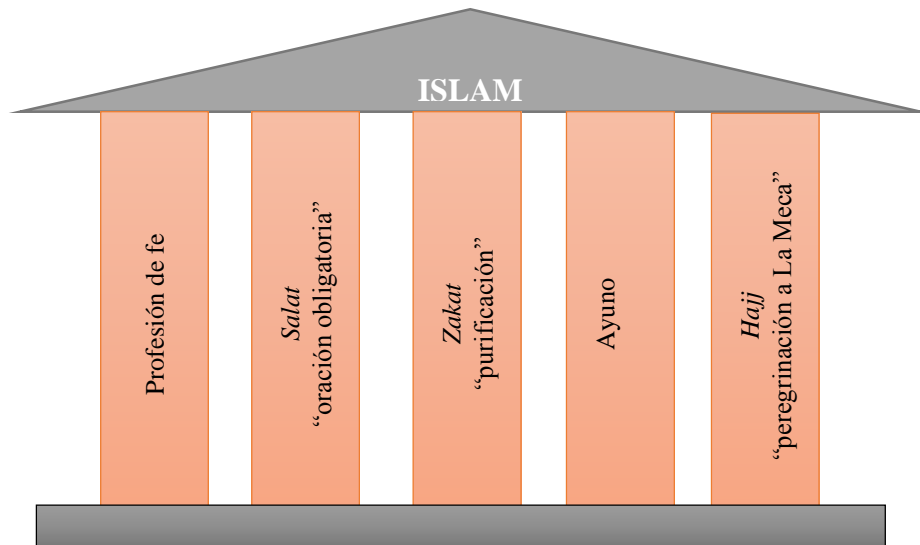 ISLAM
Profesión de fe
Salat
“oración obligatoria”
Zakat
“purificación”
Ayuno
Hajj
“peregrinación a La Meca”